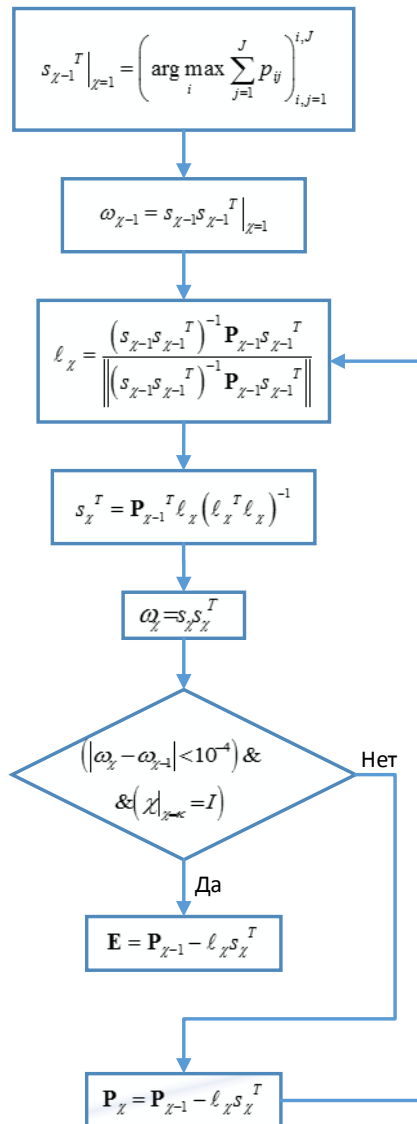 s_{χ-1}^T|_{χ=1} = (arg max_i ∑_{j=1}^J p_{ij})_{i,j=1}^{i,J}
ω_{χ-1} = s_{χ-1} s_{χ-1}^T|_{χ=1}
ℓ_χ = \frac{(s_{χ-1} s_{χ-1}^T)^{-1} P_{χ-1} s_{χ-1}^T}{‖(s_{χ-1} s_{χ-1}^T)^{-1} P_{χ-1} s_{χ-1}^T‖}
s_χ^T = P_{χ-1}^T ℓ_χ (ℓ_χ^T ℓ_χ)^{-1}
ω_χ = s_χ s_χ^T
(|ω_χ - ω_{χ-1}| < 10^{-4}) &
Нет
&(χ| = I)
Да
E = P_{χ-1} - ℓ_χ s_χ^T
P_χ = P_{χ-1} - ℓ_χ s_χ^T